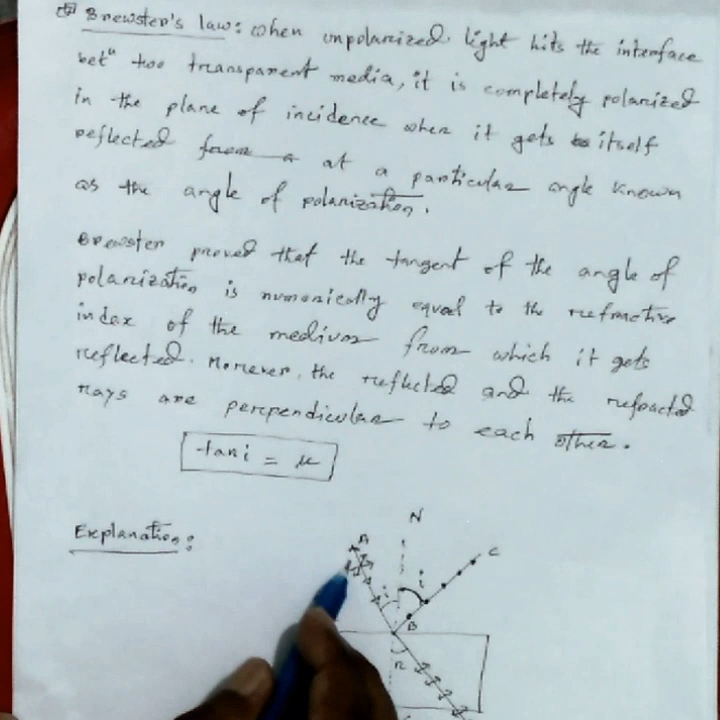 Brewster's law: When unpolarized light hits the interface
betn two transparent media, it is completely polarized
in the plane of incidence when it gets itself
reflected from a at a particular angle known
as the angle of polarization.
Brewster proved that the tangent of the angle of
polarization is numerically equal to the refractive
index of the medium from which it gets
reflected. Moreover, the reflected and the refracted
rays are perpendicular to each other.
tan i = μ
Explanation:
N
A
C
i
i
B
r